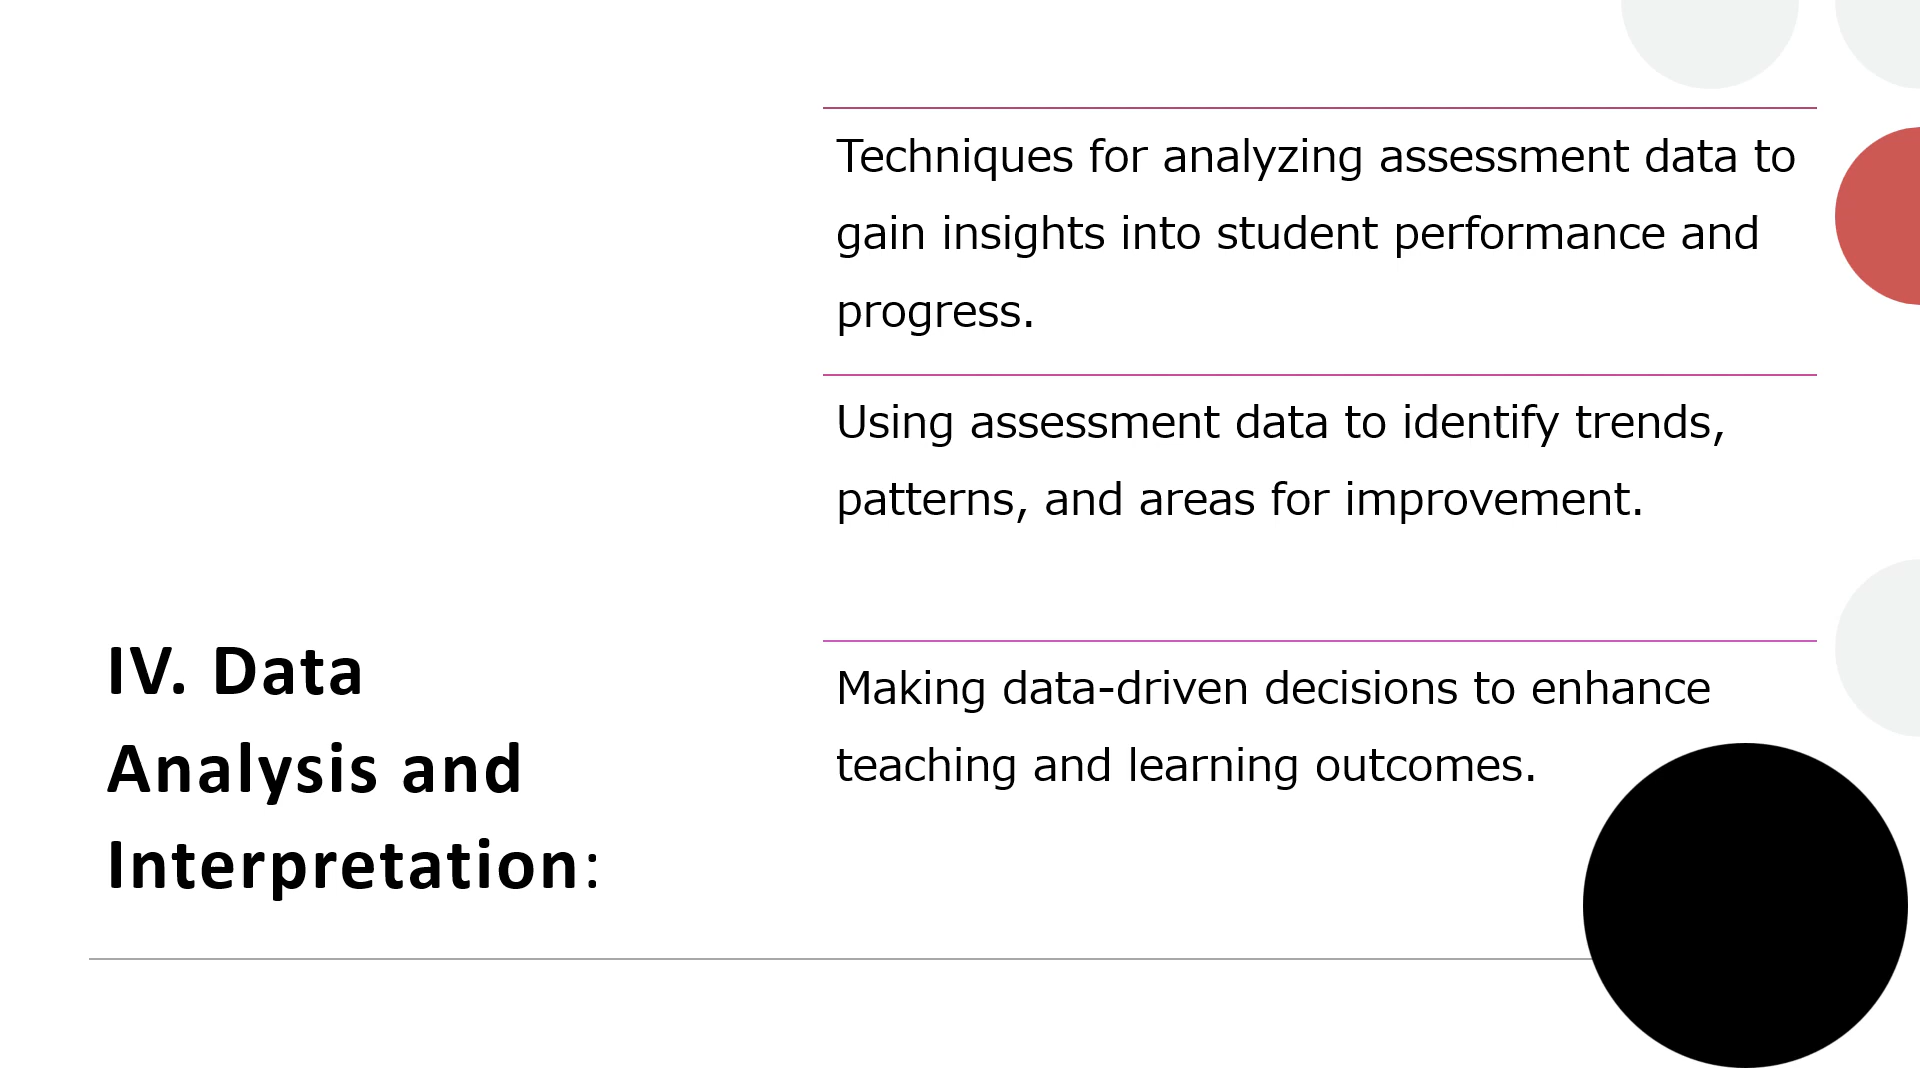 IV. Data
Analysis and
Interpretation:
Techniques for analyzing assessment data to
gain insights into student performance and
progress.
Using assessment data to identify trends,
patterns, and areas for improvement.
Making data-driven decisions to enhance
teaching and learning outcomes.